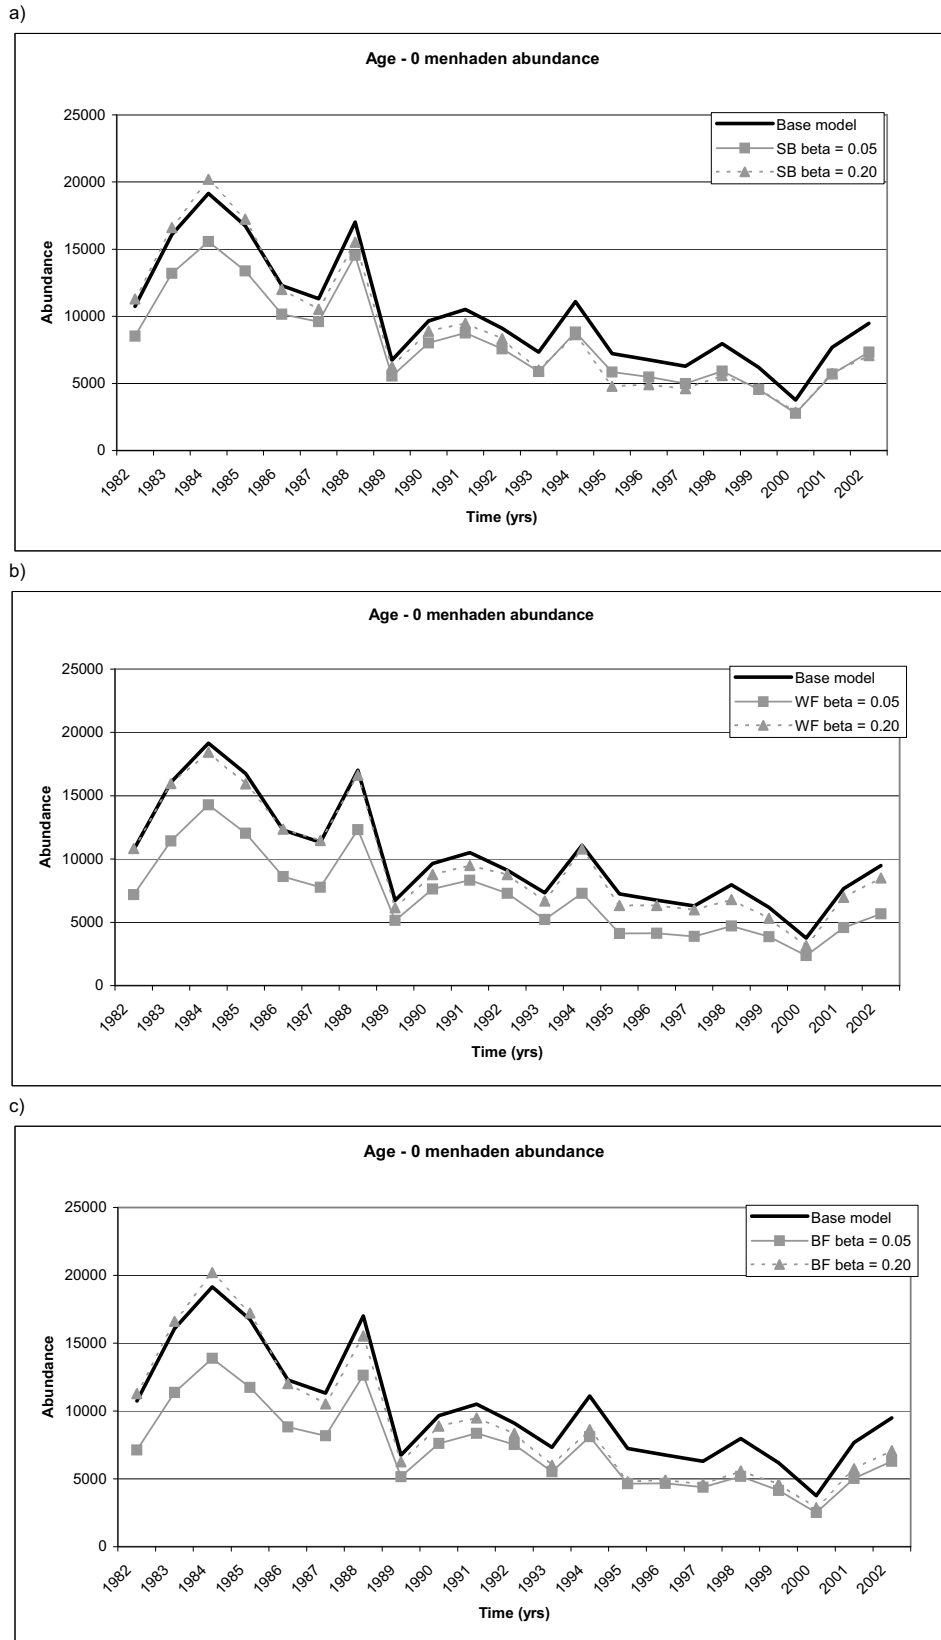 a)
Age - 0 menhaden abundance
25000
20000
15000
10000
5000
0
Abundance
Base model
SB beta = 0.05
SB beta = 0.20
1982 1983 1984 1985 1986 1987 1988 1989 1990 1991 1992 1993 1994 1995 1996 1997 1998 1999 2000 2001 2002
Time (yrs)
b)
Age - 0 menhaden abundance
25000
20000
15000
10000
5000
0
Abundance
Base model
WF beta = 0.05
WF beta = 0.20
1982 1983 1984 1985 1986 1987 1988 1989 1990 1991 1992 1993 1994 1995 1996 1997 1998 1999 2000 2001 2002
Time (yrs)
c)
Age - 0 menhaden abundance
25000
20000
15000
10000
5000
0
Abundance
Base model
BF beta = 0.05
BF beta = 0.20
1982 1983 1984 1985 1986 1987 1988 1989 1990 1991 1992 1993 1994 1995 1996 1997 1998 1999 2000 2001 2002
Time (yrs)